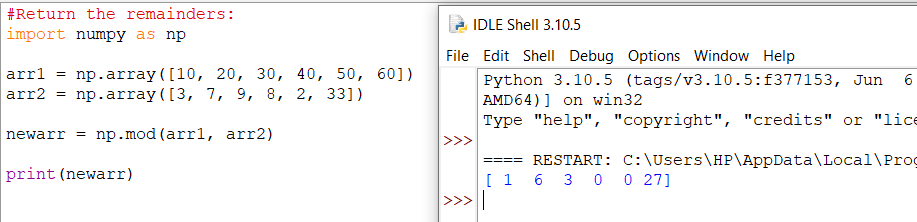 #Return the remainders:
import numpy as np
arr1 = np.array([10, 20, 30, 40, 50, 60])
arr2 = np.array([3, 7, 9, 8, 2, 33])
newarr = np.mod(arr1, arr2)
print(newarr)
IDLE Shell 3.10.5
File Edit Shell Debug Options Window Help
Python 3.10.5 (tags/v3.10.5:f377153, Jun 6
AMD64)] on win32
Type "help", "copyright", "credits" or "lice
>>>
==== RESTART: C:\Users\HP\AppData\Local\Prog
[ 1 6 3 0 0 27]
>>>